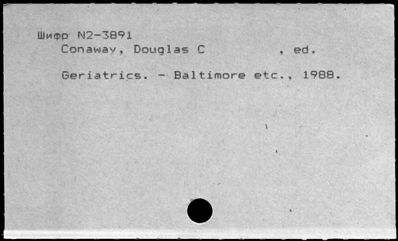 Шифр N2-3891
Conaway, Douglas C , ed.
Geriatrics. - Baltimore etc., 1988.